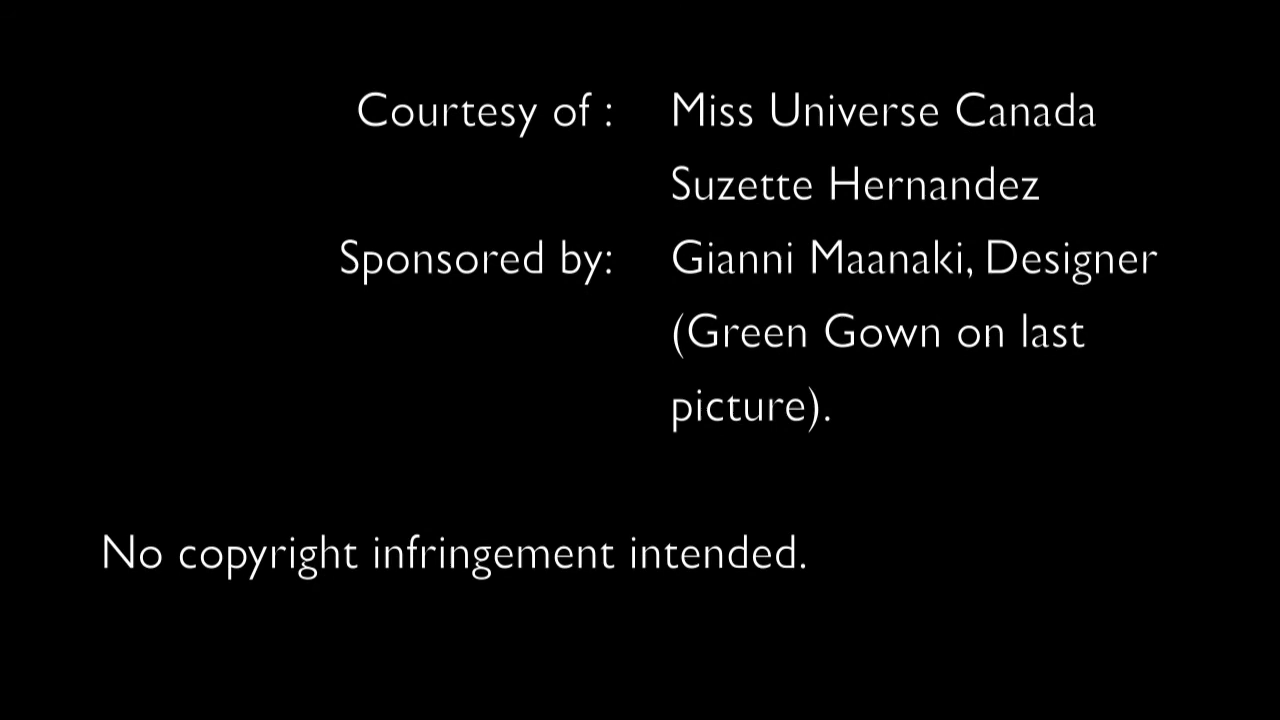 Courtesy of : Miss Universe Canada
Suzette Hernandez
Sponsored by: Gianni Maanaki, Designer
(Green Gown on last
picture).
No copyright infringement intended.